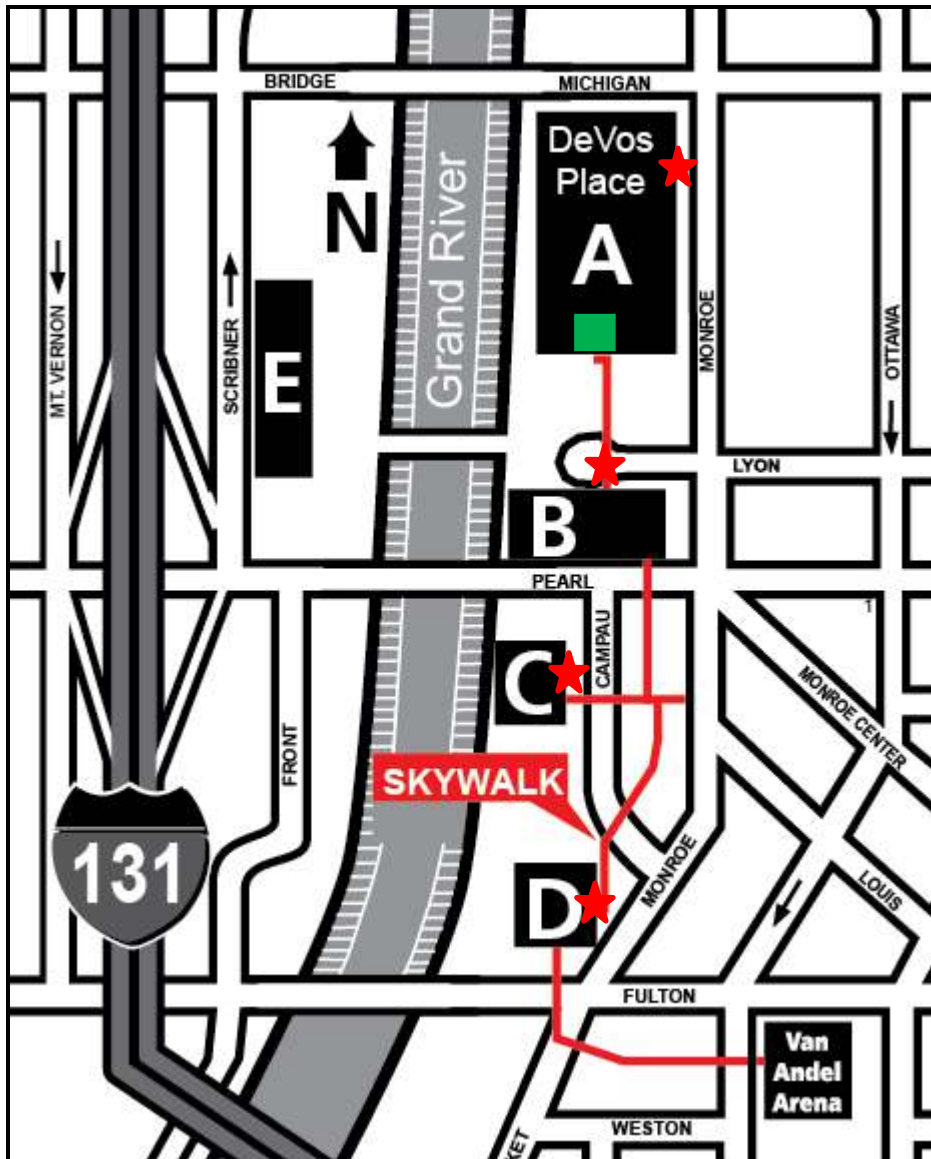 BRIDGE
MICHIGAN
DeVos
Place
A
N
Grand River
MT. VERNON
SCRIBNER
E
MONROE
OTTAWA
LYON
B
PEARL
CAMPAU
1
C
MONROE CENTER
FRONT
SKYWALK
131
D
MONROE
LOUIS
FULTON
Van
Andel
Arena
WESTON
KET